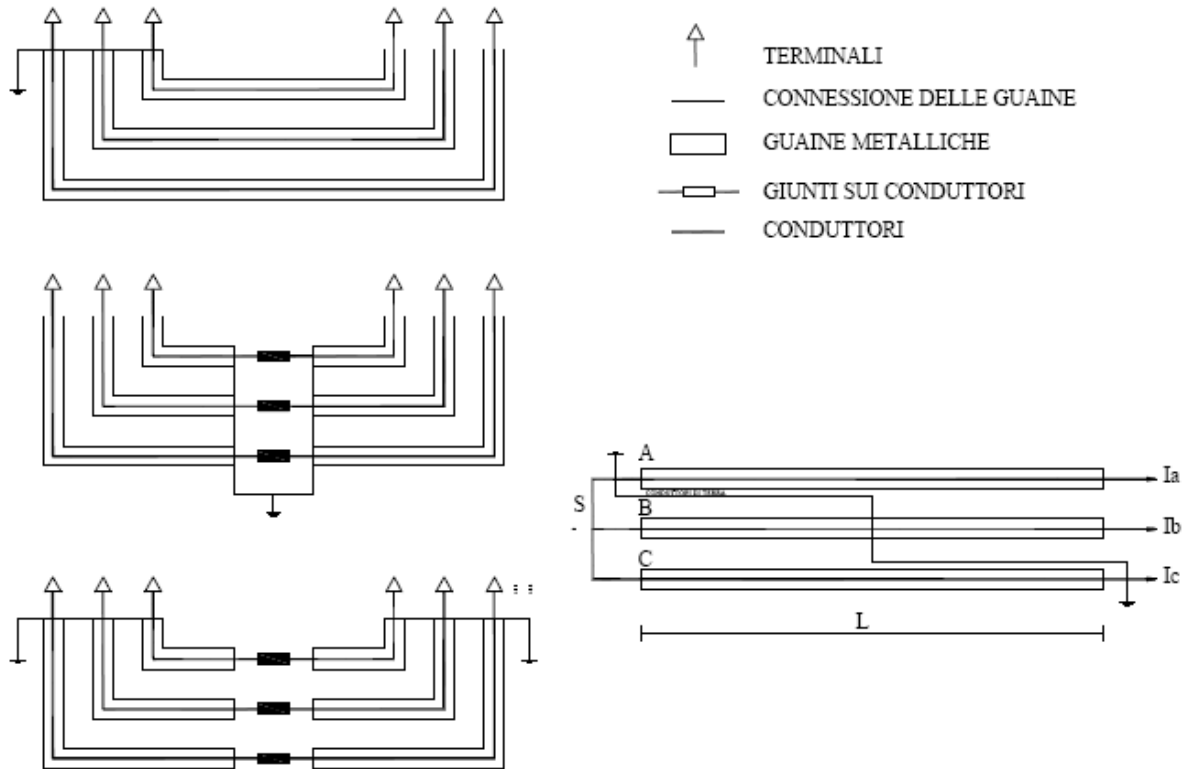 TERMINALI
CONNESSIONE DELLE GUAINE
GUAINE METALLICHE
GIUNTI SUI CONDUTTORI
CONDUTTORI
A
S
B
C
Ia
Ib
Ic
L